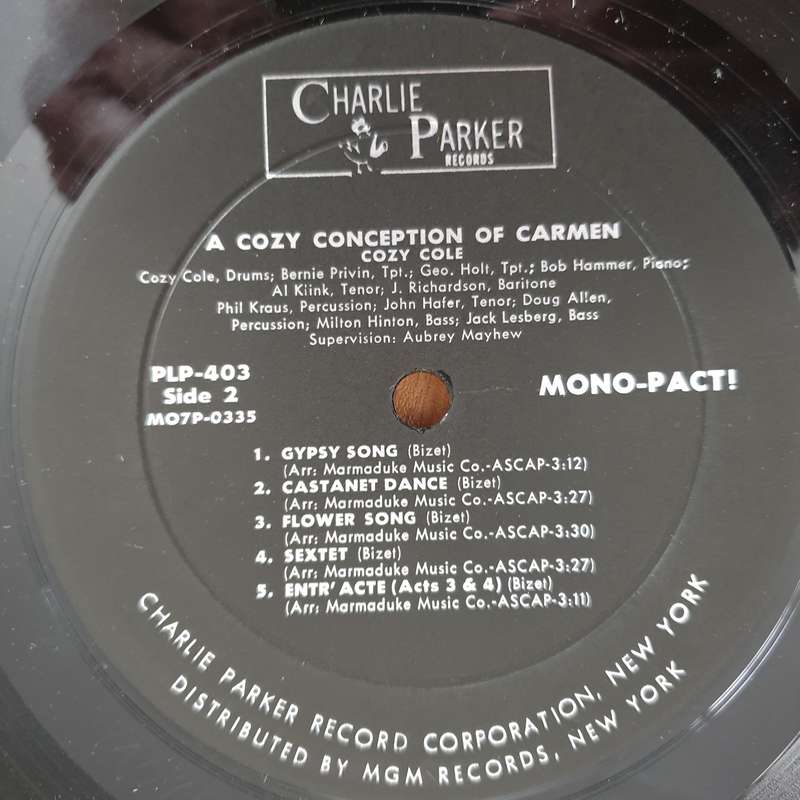 CHARLIE
PARKER
RECORDS
A COZY CONCEPTION OF CARMEN
COZY COLE
Cozy Cole, Drums; Bernie Privin, Tpt.; Geo. Holt, Tpt.; Bob Hammer, Piano;
Al Klink, Tenor; J. Richardson, Baritone
Phil Kraus, Percussion; John Hafer, Tenor; Doug Allen,
Percussion; Milton Hinton, Bass; Jack Lesberg, Bass
Supervision: Aubrey Mayhew
PLP-403
Side 2
MO7P-0335
MONO-PACT!
1. GYPSY SONG (Bizet)
(Arr: Marmaduke Music Co.-ASCAP-3:12)
2. CASTANET DANCE (Bizet)
(Arr: Marmaduke Music Co.-ASCAP-3:27)
3. FLOWER SONG (Bizet)
(Arr: Marmaduke Music Co.-ASCAP-3:30)
4. SEXTET (Bizet)
(Arr: Marmaduke Music Co.-ASCAP-3:27)
5. ENTR'ACTE (Acts 3 & 4) (Bizet)
(Arr: Marmaduke Music Co.-ASCAP-3:11)
CHARLIE PARKER RECORD CORPORATION, NEW YORK
DISTRIBUTED BY MGM RECORDS, NEW YORK